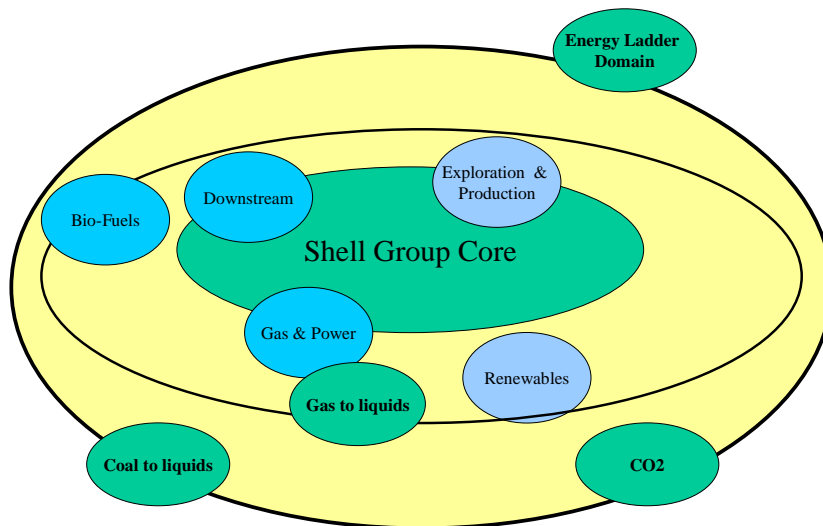 Energy Ladder
Domain
Exploration  &
Production
Downstream
Bio-Fuels
Shell Group Core
Gas & Power
Renewables
Gas to liquids
Coal to liquids
CO2